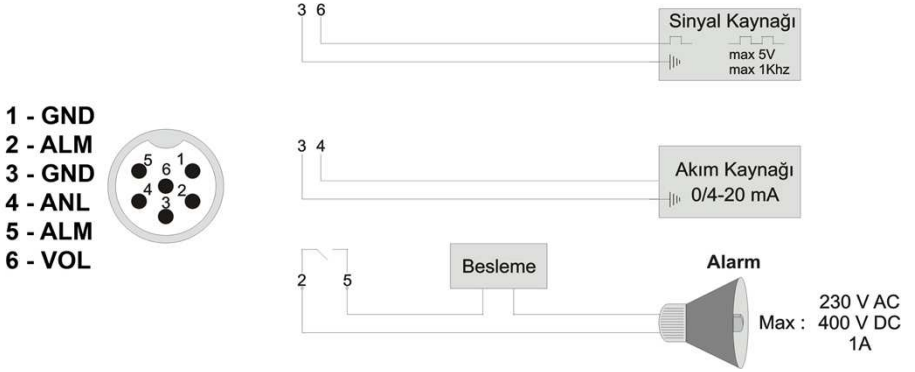 1 - GND
2 - ALM
3 - GND
4 - ANL
5 - ALM
6 - VOL
5 6 1
4 3 2
3 6
Sinyal Kaynağı
max 5V
max 1Khz
3 4
Akım Kaynağı
0/4-20 mA
2 5
Besleme
Alarm
230 V AC
Max : 400 V DC
1A